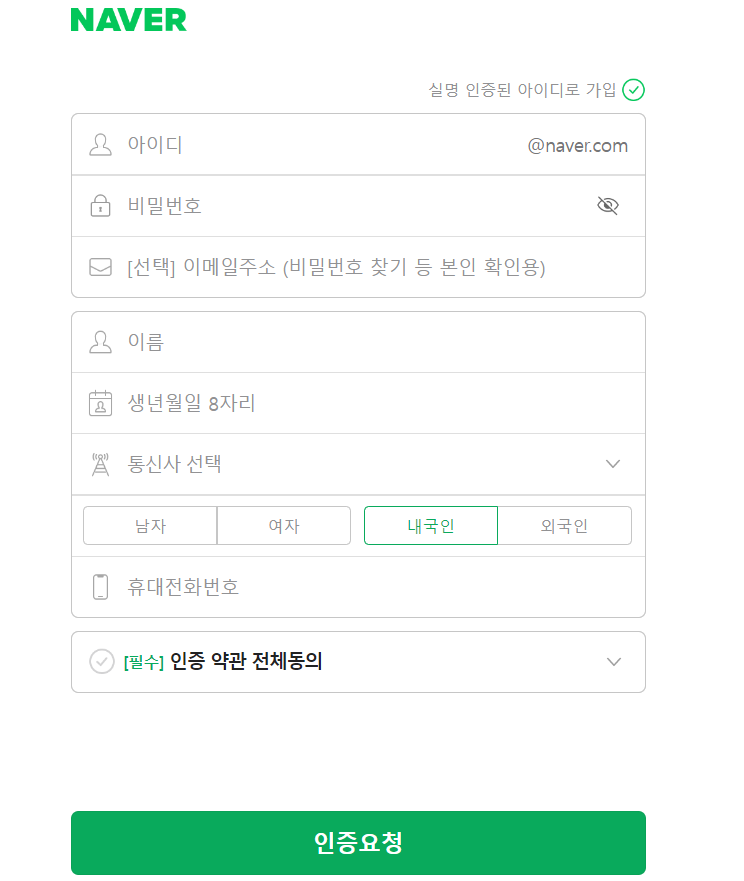 NAVER
실명 인증된 아이디로 가입
아이디 @naver.com
비밀번호
[선택] 이메일주소 (비밀번호 찾기 등 본인 확인용)
이름
생년월일 8자리
통신사 선택
남자 여자 내국인 외국인
휴대전화번호
[필수] 인증 약관 전체동의
인증요청